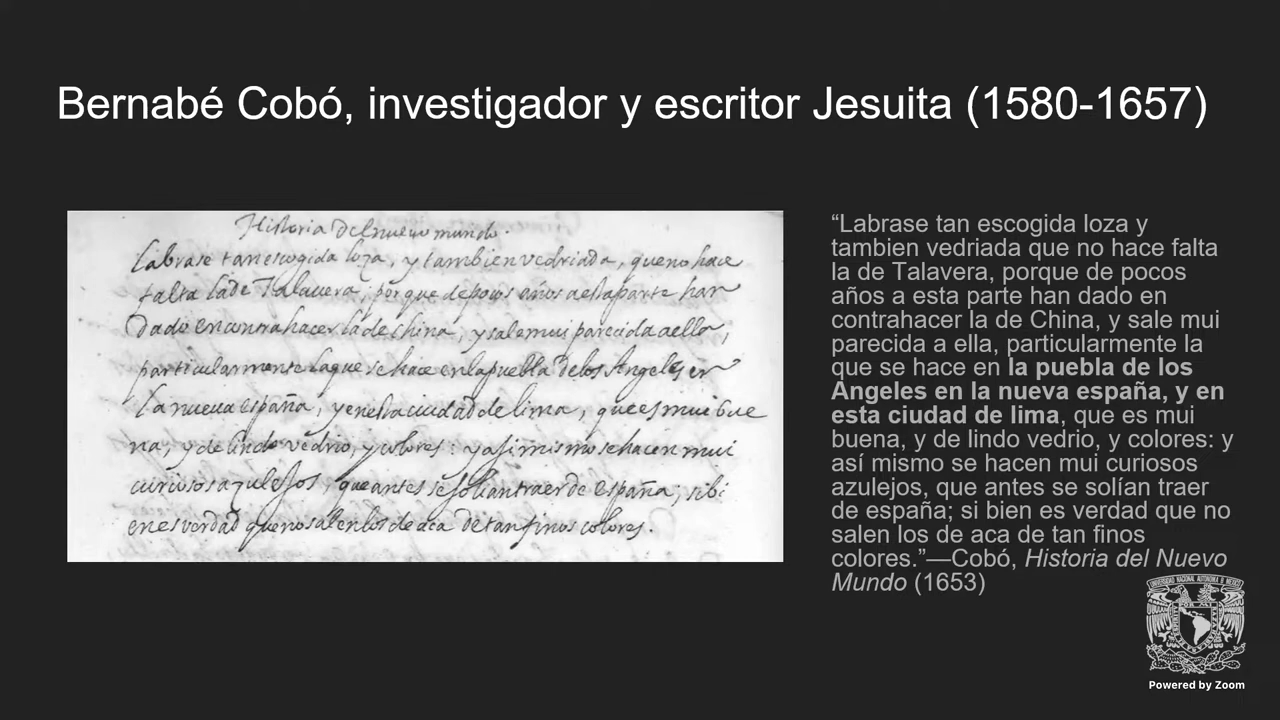 Bernabé Cobó, investigador y escritor Jesuita (1580-1657)
Historia del nuevo mundo.
Labrase tan escogida loza, y tambien vedriada, que no hace
falta la de Talavera, porque de pocos años a esta parte han
dado en contrahacer la de china, y sale mui parecida a ella,
particularmente la que se hace en la puebla de los Angeles en
la nueva españa, y en esta ciudad de lima, que es mui bue
na, y de lindo vedrio, y colores: y asi mismo se hacen mui
curiosos azulejos, que antes se solian traer de españa; si bi
en es verdad que no salen los de aca de tan finos colores.
“Labrase tan escogida loza y
tambien vedriada que no hace falta
la de Talavera, porque de pocos
años a esta parte han dado en
contrahacer la de China, y sale mui
parecida a ella, particularmente la
que se hace en la puebla de los
Angeles en la nueva españa, y en
esta ciudad de lima, que es mui
buena, y de lindo vedrio, y colores: y
así mismo se hacen mui curiosos
azulejos, que antes se solían traer
de españa; si bien es verdad que no
salen los de aca de tan finos
colores.”—Cobó, Historia del Nuevo
Mundo (1653)
UNIVERSIDAD NACIONAL AUTONOMA DE MEXICO
Powered by Zoom